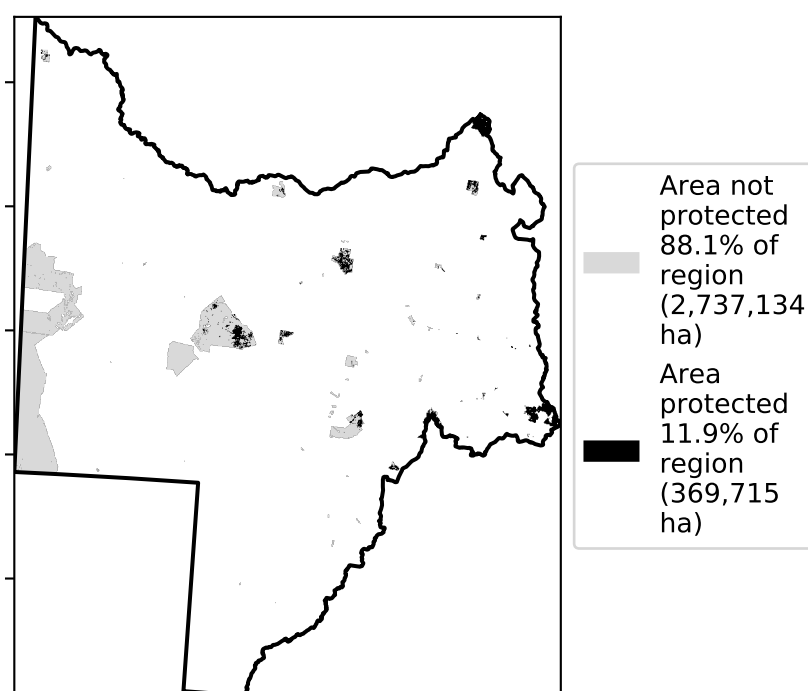 Area not
protected
88.1% of
region
(2,737,134
ha)
Area
protected
11.9% of
region
(369,715
ha)